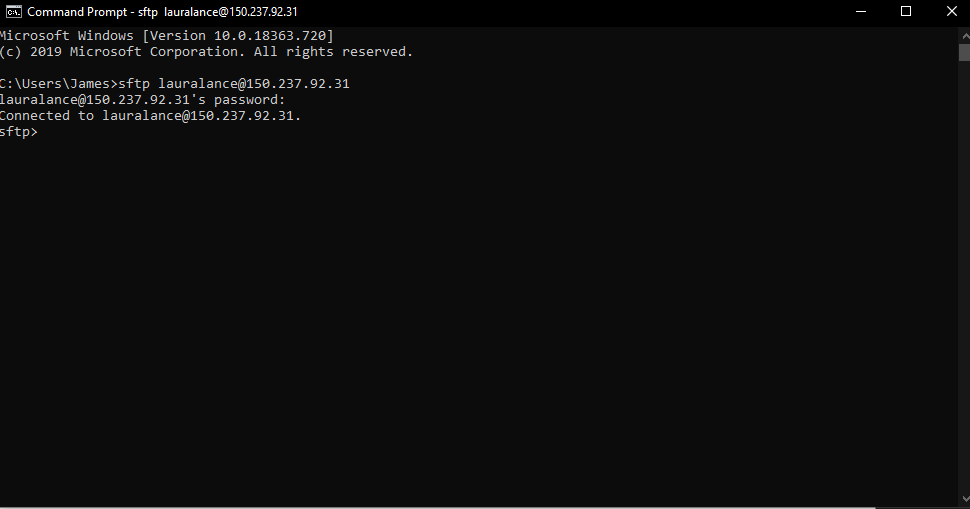 Command Prompt - sftp lauralance@150.237.92.31
Microsoft Windows [Version 10.0.18363.720]
(c) 2019 Microsoft Corporation. All rights reserved.
C:\Users\James>sftp lauralance@150.237.92.31
lauralance@150.237.92.31's password:
Connected to lauralance@150.237.92.31.
sftp>